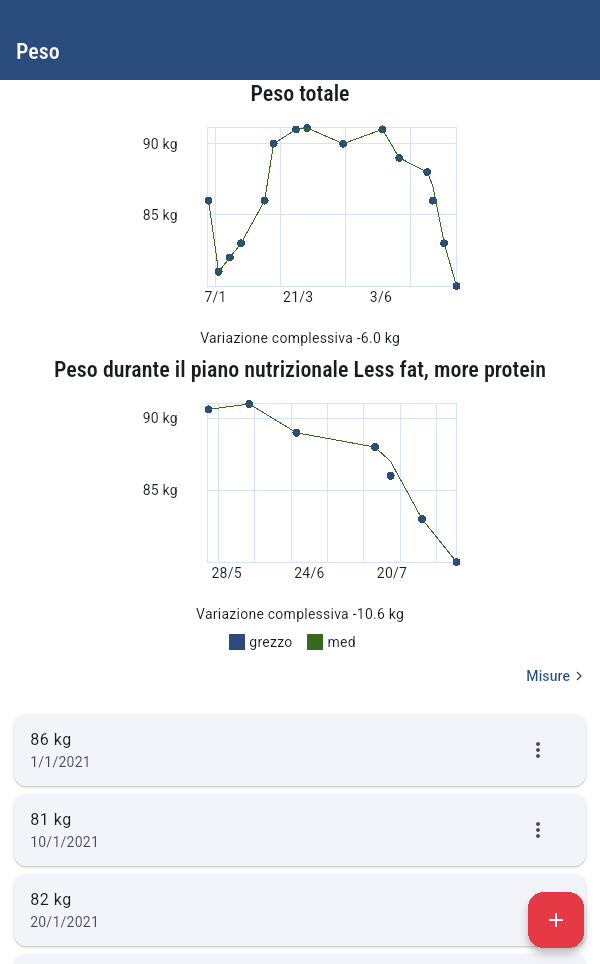 Peso
Peso totale
90 kg
85 kg
7/1 21/3 3/6
Variazione complessiva -6.0 kg
Peso durante il piano nutrizionale Less fat, more protein
90 kg
85 kg
28/5 24/6 20/7
Variazione complessiva -10.6 kg
grezzo med
Misure
86 kg
1/1/2021
81 kg
10/1/2021
82 kg
20/1/2021